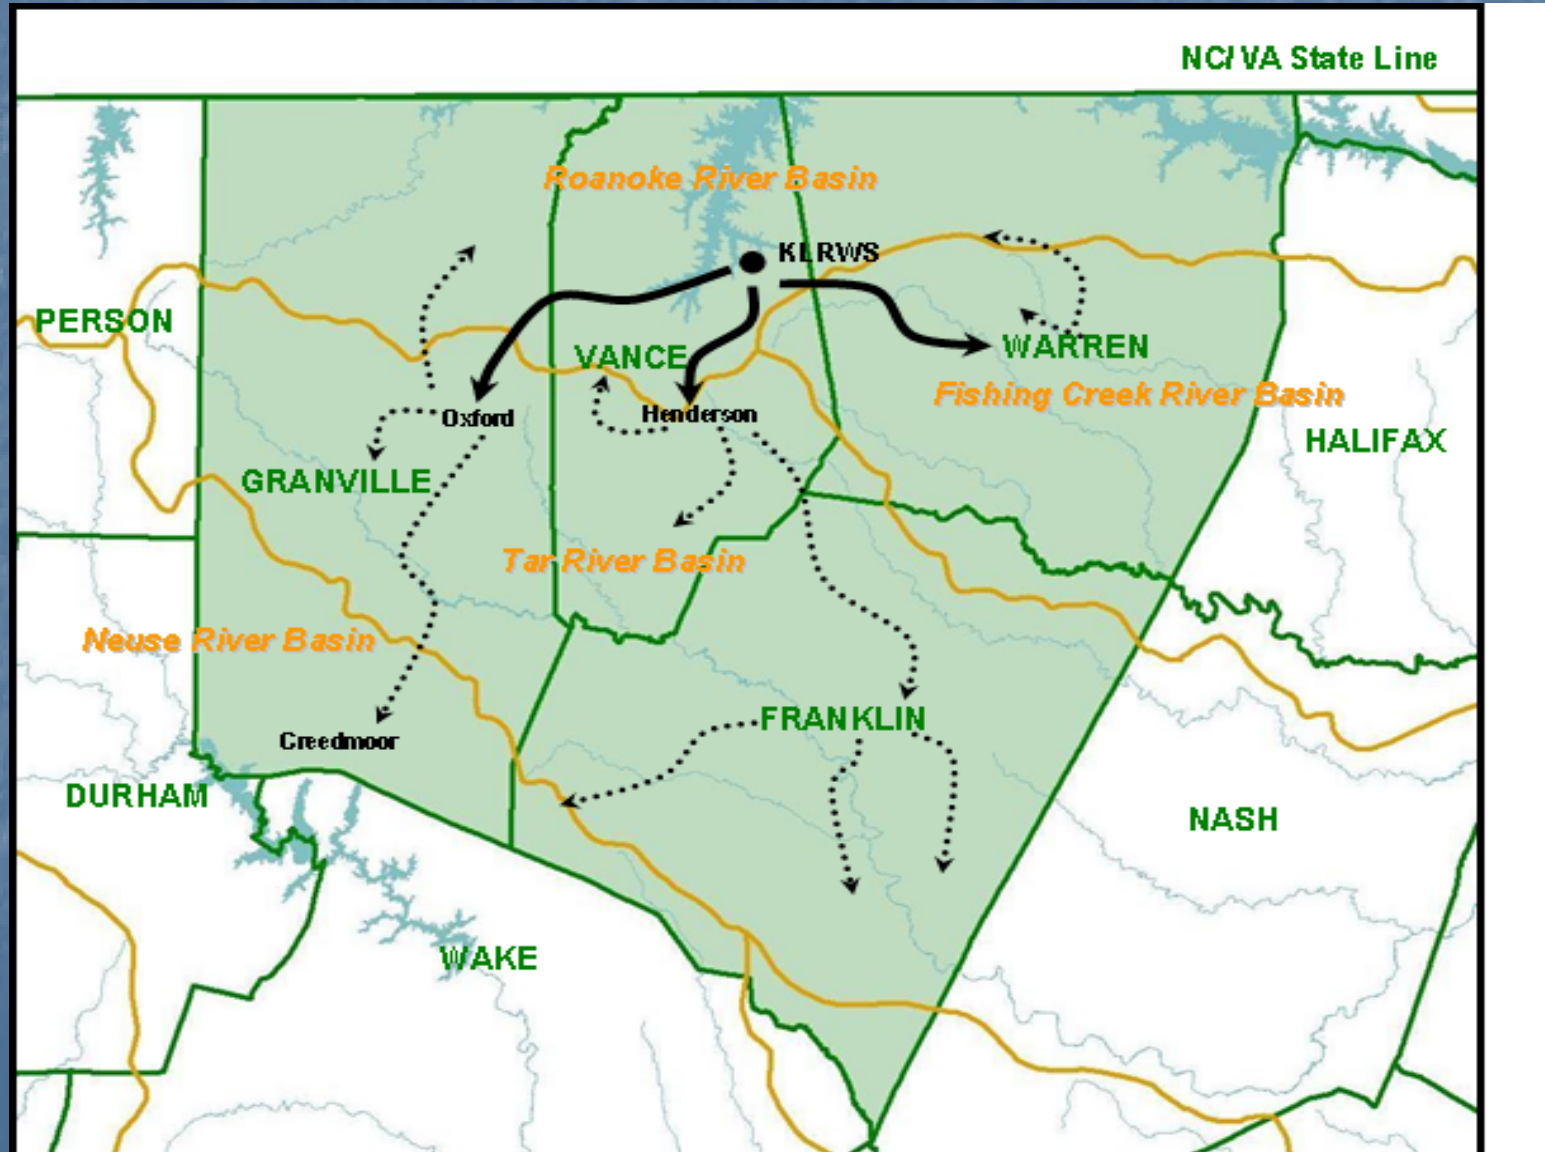 NC/VA State Line
Roanoke River Basin
KLRWS
PERSON
VANCE
WARREN
Fishing Creek River Basin
Oxford
Henderson
HALIFAX
GRANVILLE
Tar River Basin
Neuse River Basin
FRANKLIN
Creedmoor
DURHAM
NASH
WAKE